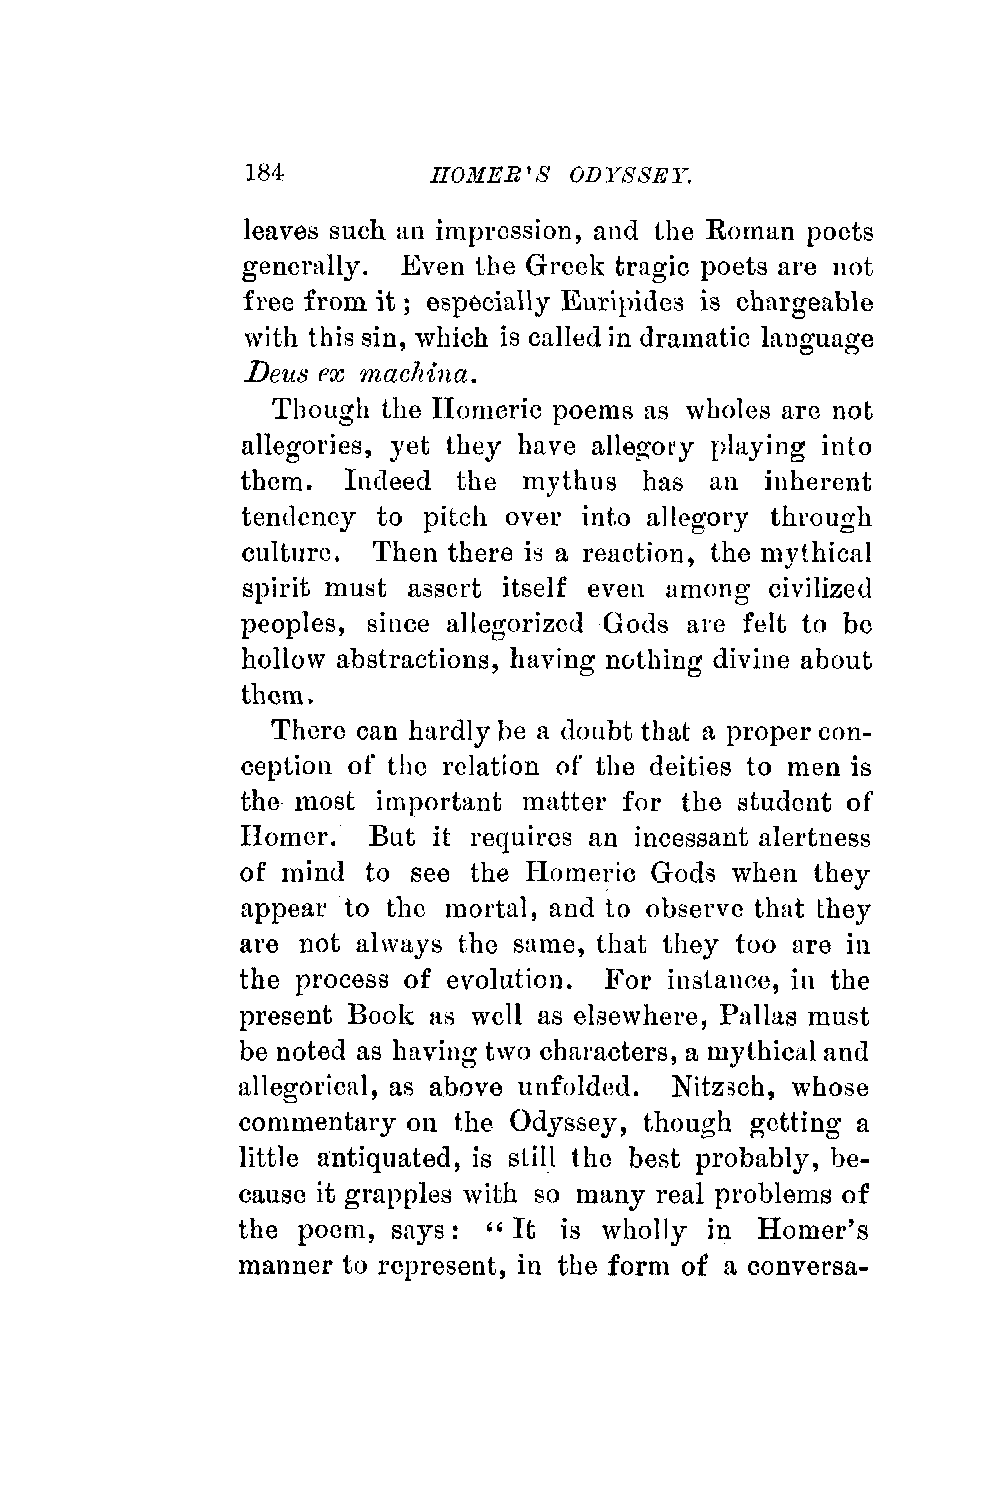 184 HOMER'S ODYSSEY.
leaves such an impression, and the Roman poets
generally. Even the Greek tragic poets are not
free from it; especially Euripides is chargeable
with this sin, which is called in dramatic language
Deus ex machina.
Though the Homeric poems as wholes are not
allegories, yet they have allegory playing into
them. Indeed the mythus has an inherent
tendency to pitch over into allegory through
culture. Then there is a reaction, the mythical
spirit must assert itself even among civilized
peoples, since allegorized Gods are felt to be
hollow abstractions, having nothing divine about
them.
There can hardly be a doubt that a proper con-
ception of the relation of the deities to men is
the most important matter for the student of
Homer. But it requires an incessant alertness
of mind to see the Homeric Gods when they
appear to the mortal, and to observe that they
are not always the same, that they too are in
the process of evolution. For instance, in the
present Book as well as elsewhere, Pallas must
be noted as having two characters, a mythical and
allegorical, as above unfolded. Nitzsch, whose
commentary on the Odyssey, though getting a
little antiquated, is still the best probably, be-
cause it grapples with so many real problems of
the poem, says: “It is wholly in Homer's
manner to represent, in the form of a conversa-